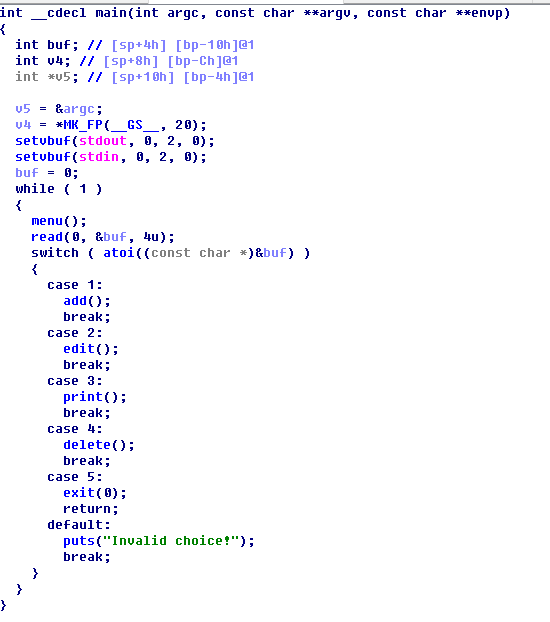 int __cdecl main(int argc, const char **argv, const char **envp)
{
  int buf; // [sp+4h] [bp-10h]@1
  int v4; // [sp+8h] [bp-Ch]@1
  int *v5; // [sp+10h] [bp-4h]@1

  v5 = &argc;
  v4 = *MK_FP(__GS__, 20);
  setvbuf(stdout, 0, 2, 0);
  setvbuf(stdin, 0, 2, 0);
  buf = 0;
  while ( 1 )
  {
    menu();
    read(0, &buf, 4u);
    switch ( atoi((const char *)&buf) )
    {
      case 1:
        add();
        break;
      case 2:
        edit();
        break;
      case 3:
        print();
        break;
      case 4:
        delete();
        break;
      case 5:
        exit(0);
        return;
      default:
        puts("Invalid choice!");
        break;
    }
  }
}